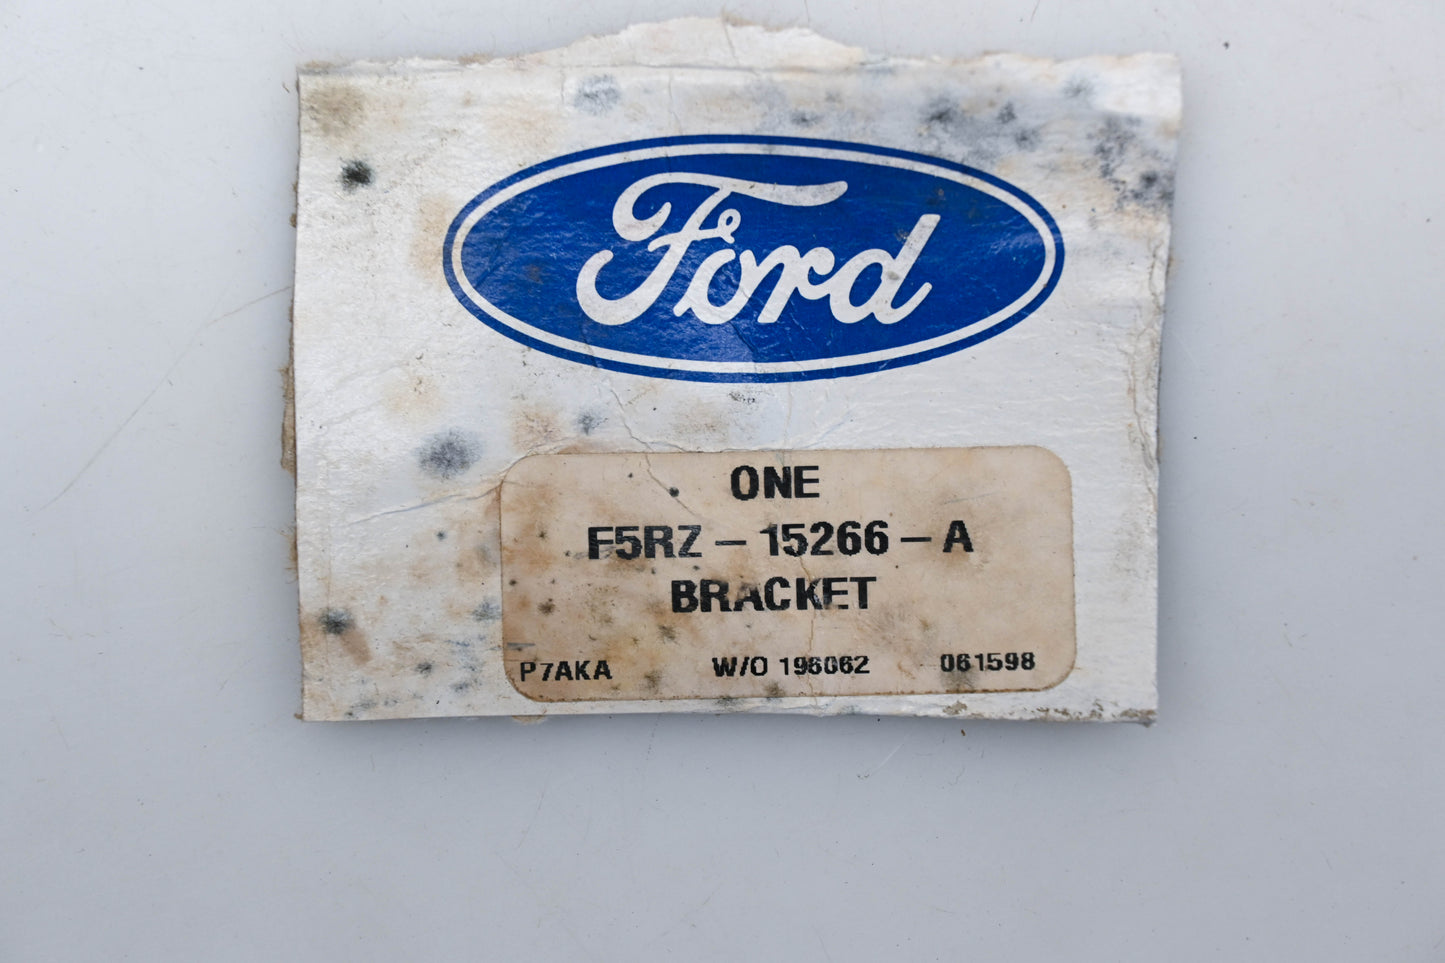 Ford
ONE
F5RZ-15266-A
BRACKET
P7AKA W/O 196062 061598